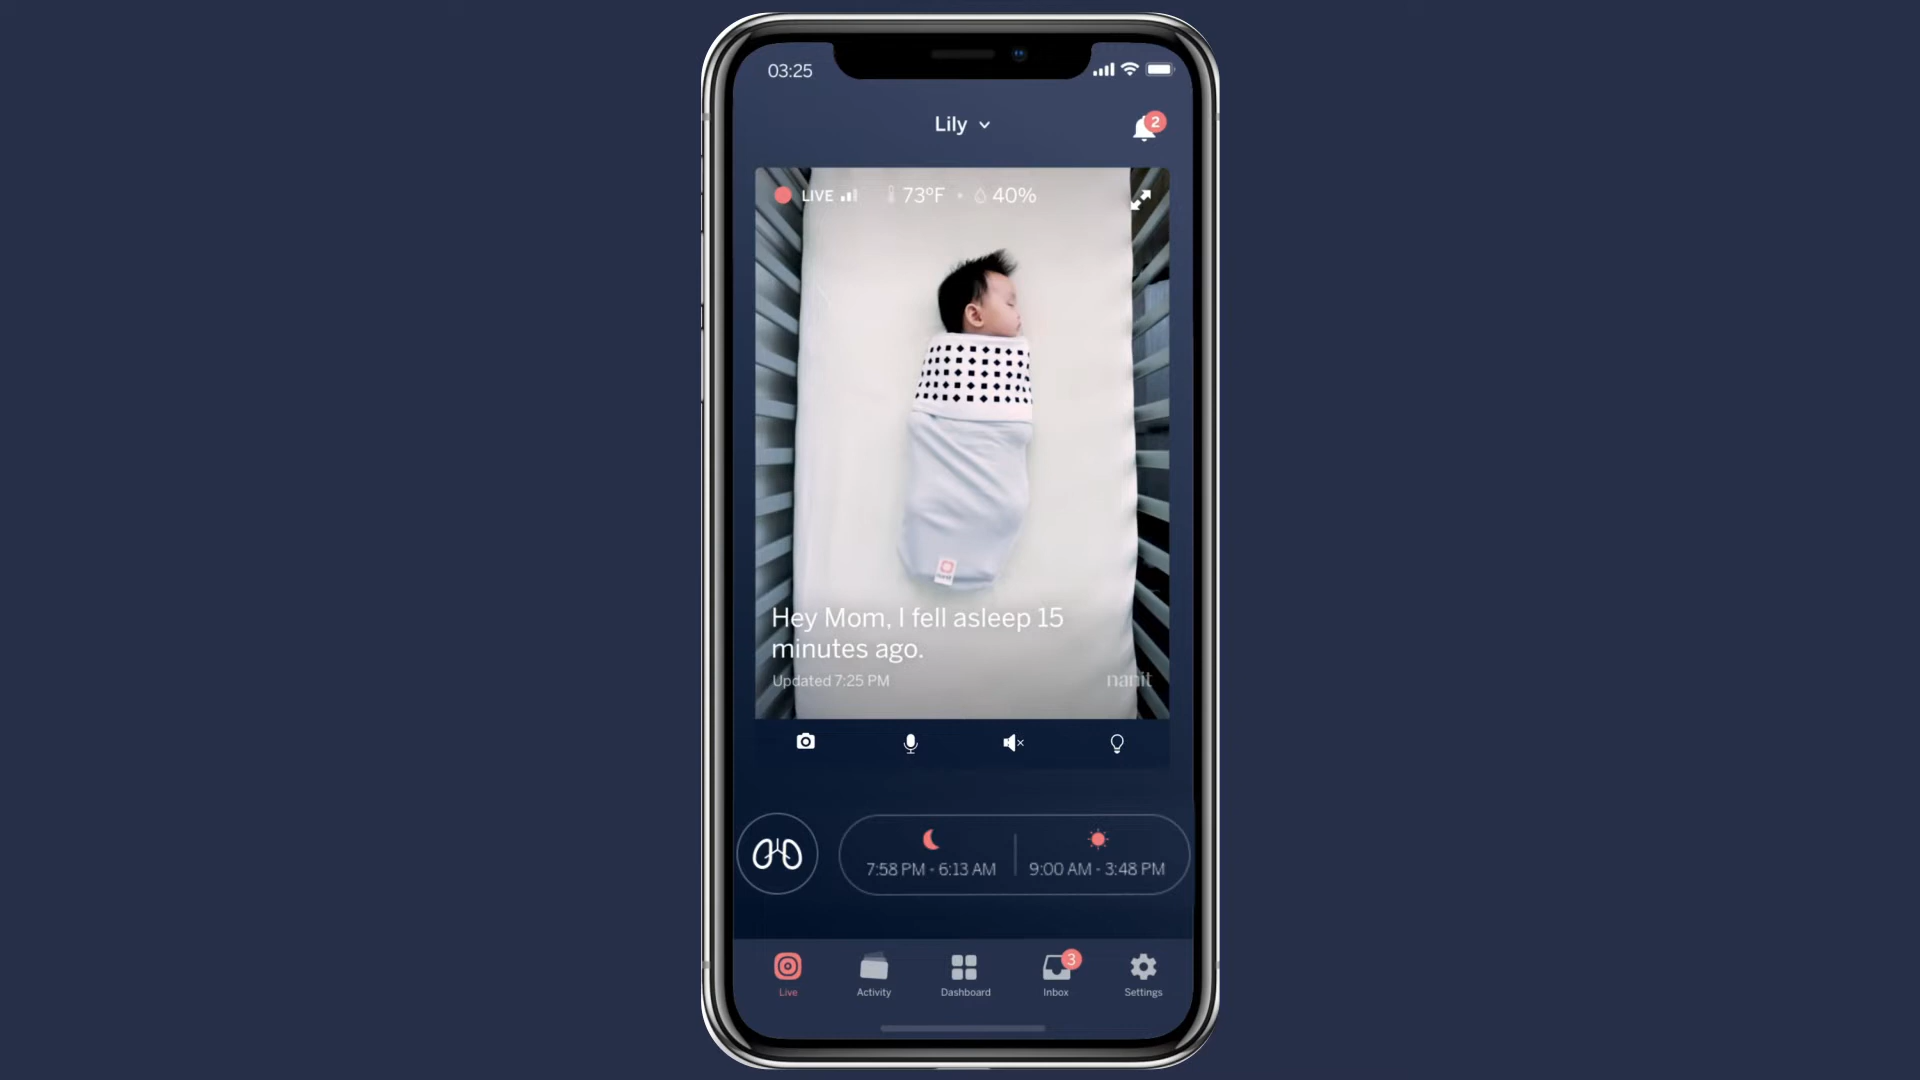 03:25
Lily
2
LIVE 73°F 40%
Hey Mom, I fell asleep 15
minutes ago.
Updated 7:25 PM
nanit
7:58 PM - 6:13 AM
9:00 AM - 3:48 PM
3
Live
Activity
Dashboard
Inbox
Settings